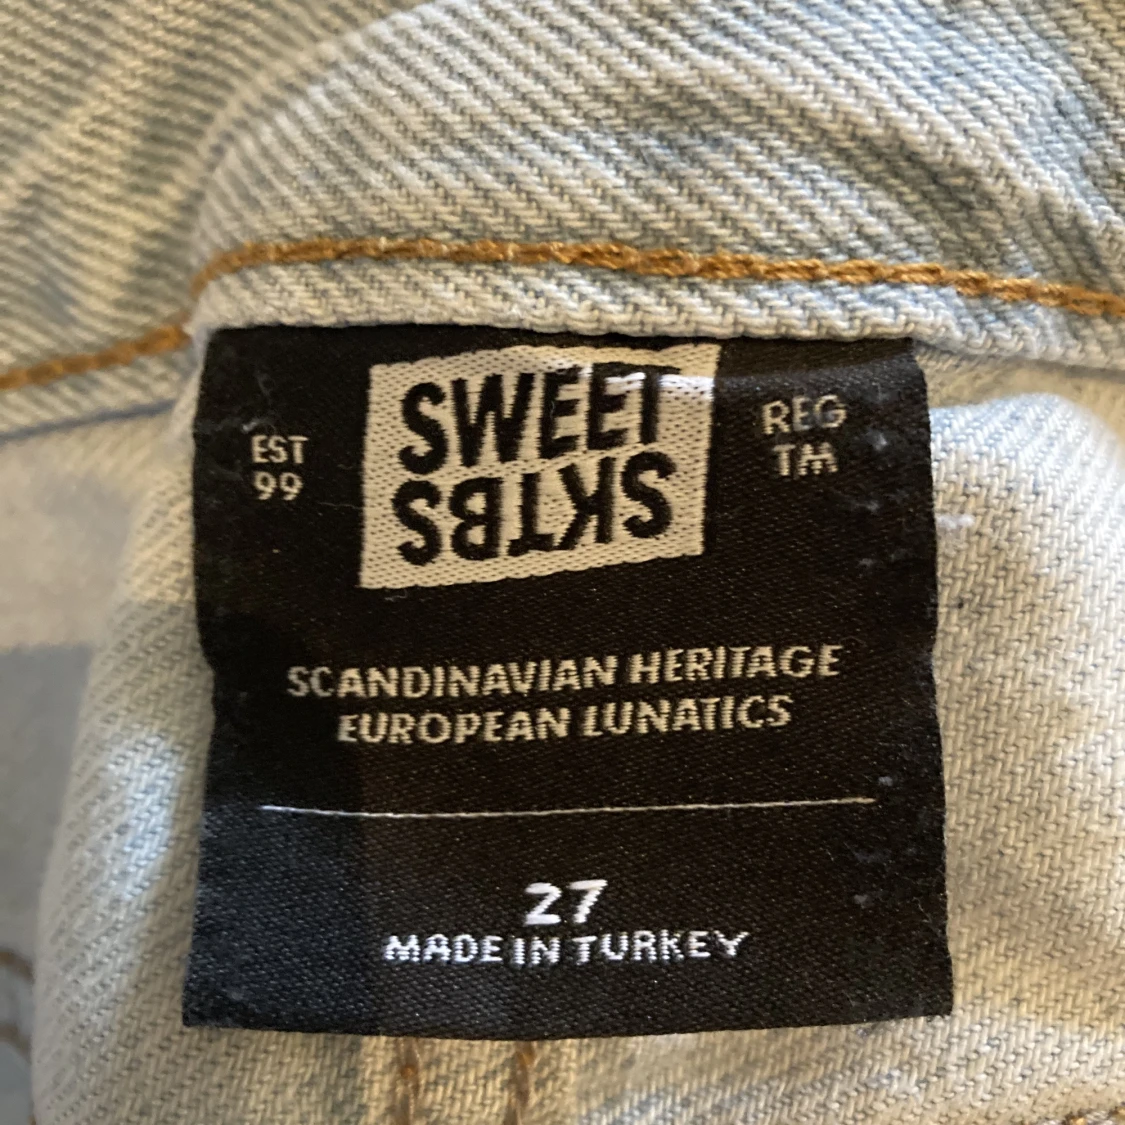 SWEET
SKTBS
EST
99
REG
TM
SCANDINAVIAN HERITAGE
EUROPEAN LUNATICS
27
MADE IN TURKEY